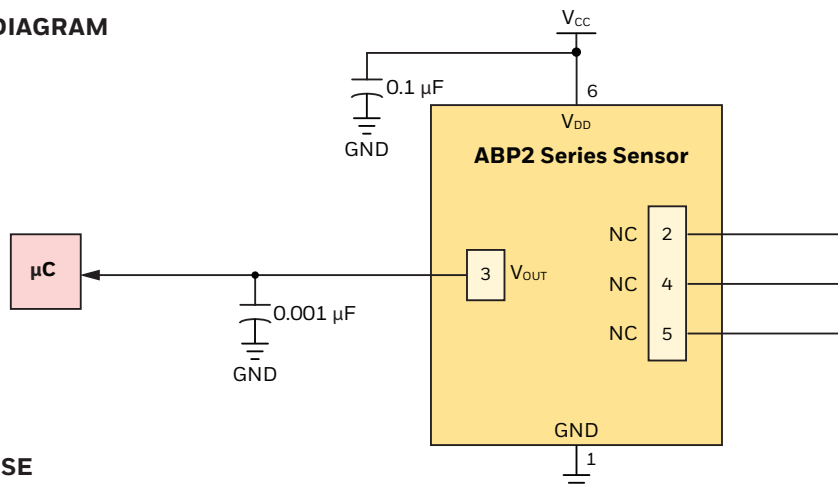 DIAGRAM
VCC
0.1 µF
6
GND
VDD
ABP2 Series Sensor
NC 2
µC
3 VOUT
NC 4
0.001 µF
NC 5
GND
GND
1
SE